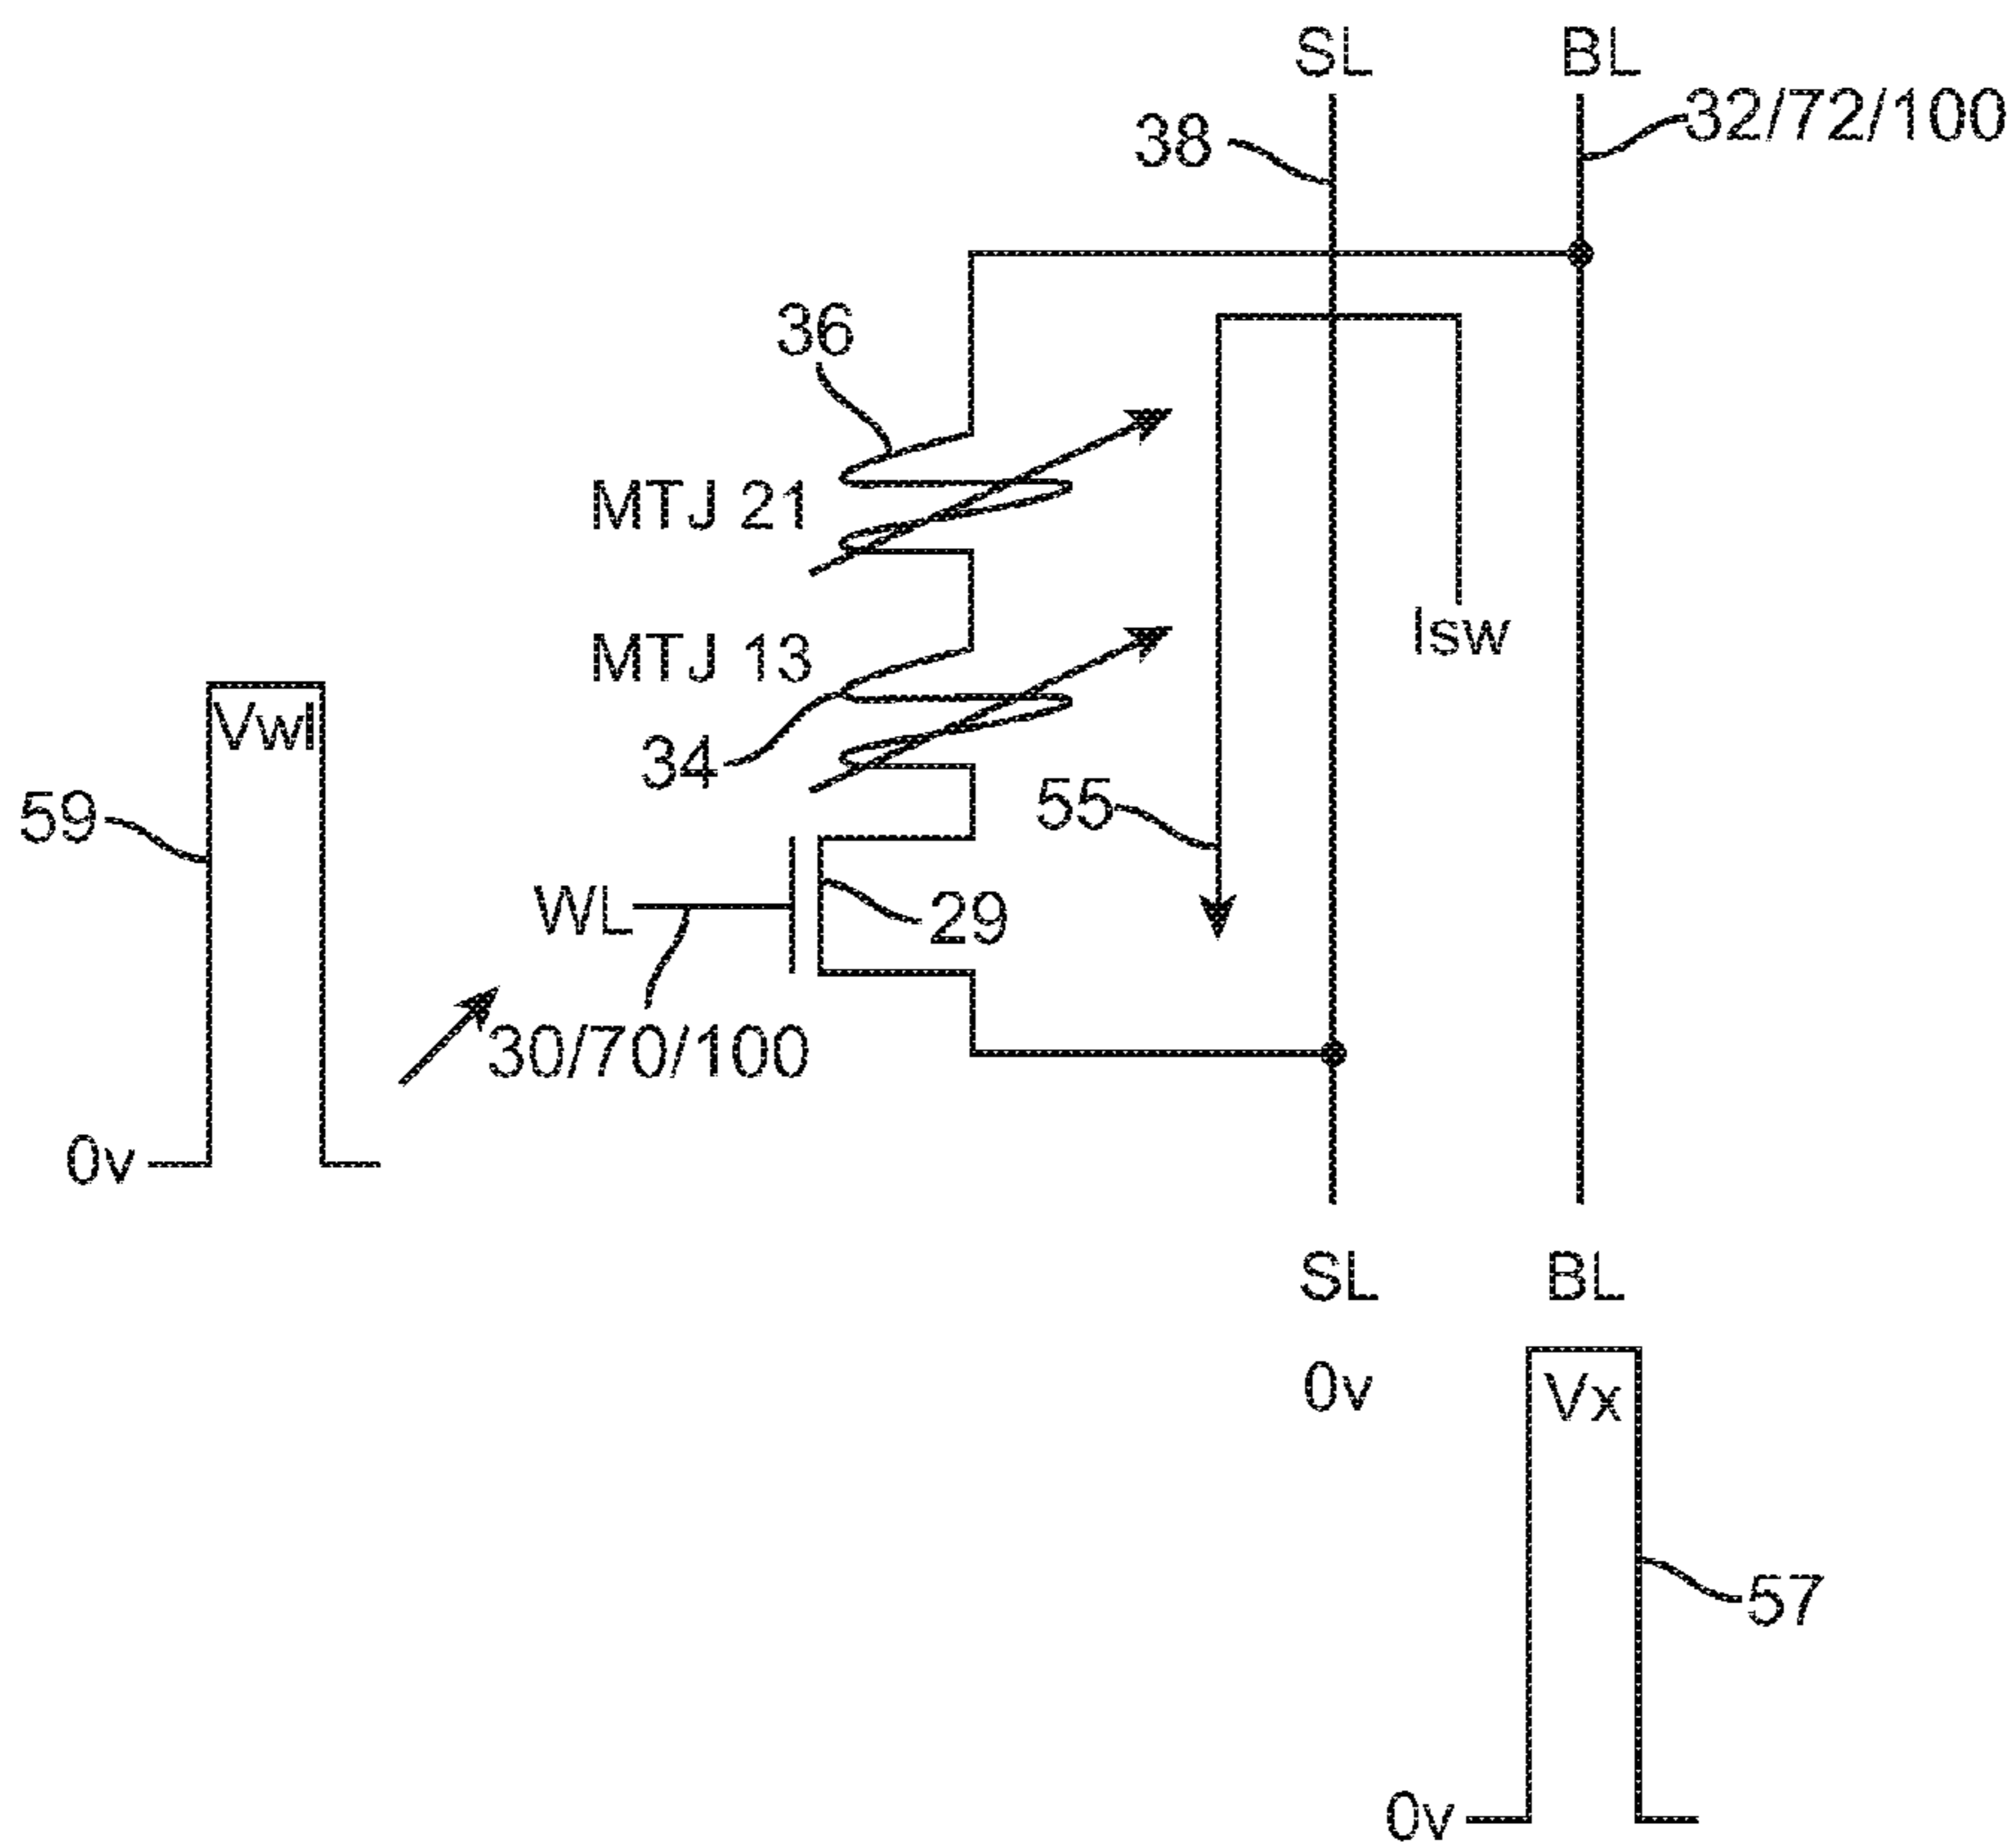 SL BL
32/72/100
38
36
MTJ 21
Isw
MTJ 13
Vwl
34
59
55
WL
29
30/70/100
0v
SL BL
0v
Vx
57
0v